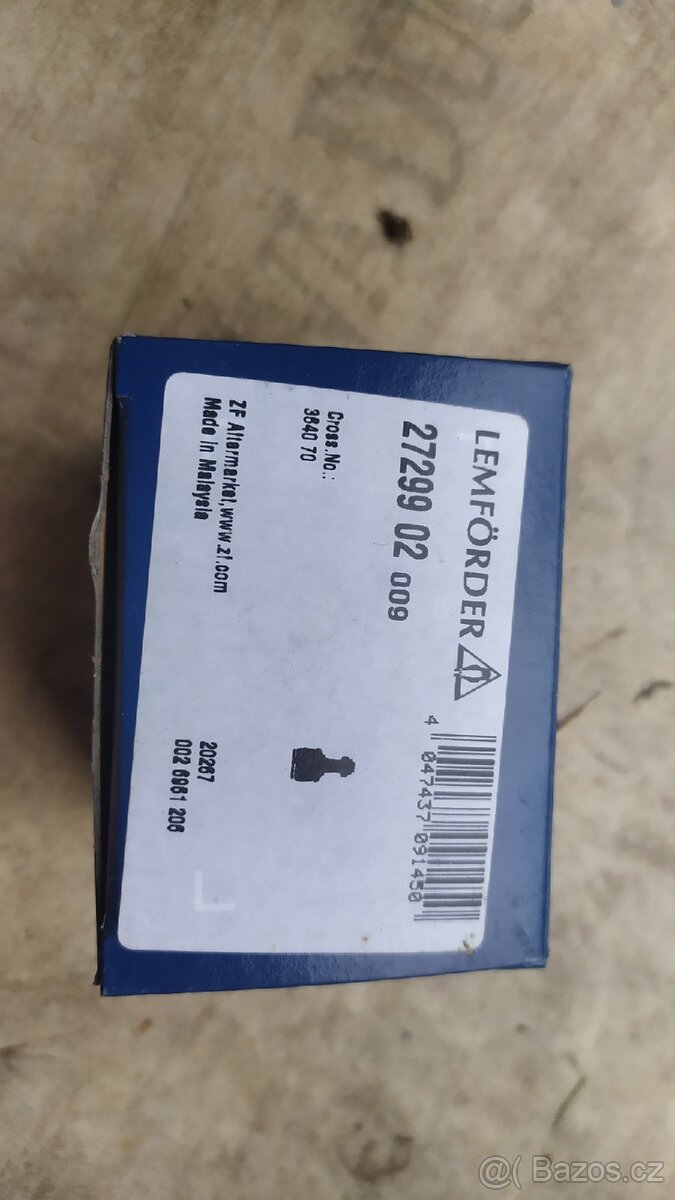 LEMFÖRDER
27299 02 009
Cross.No.:
3640 70
ZF Aftermarket,www.zf.com
Made in Malaysia
4 047437 091450
20267
002 6961 206
@( Bazos.cz